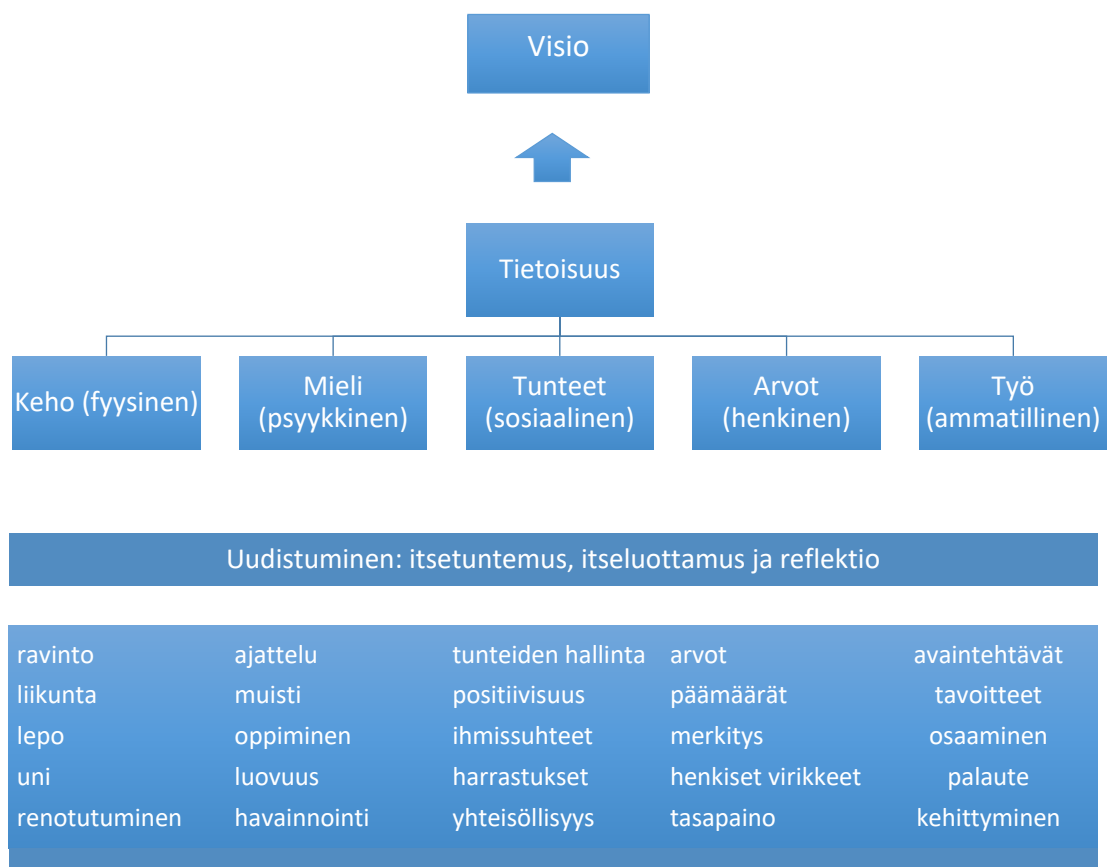 Visio
Tietoisuus
Keho (fyysinen)
Mieli
(psyykkinen)
Tunteet
(sosiaalinen)
Arvot
(henkinen)
Työ
(ammatillinen)
Uudistuminen: itsetuntemus, itseluottamus ja reflektio
ravinto ajattelu tunteiden hallinta arvot avaintehtävät
liikunta muisti positiivisuus päämäärät tavoitteet
lepo oppiminen ihmissuhteet merkitys osaaminen
uni luovuus harrastukset henkiset virikkeet palaute
renotutuminen havainnointi yhteisöllisyys tasapaino kehittyminen